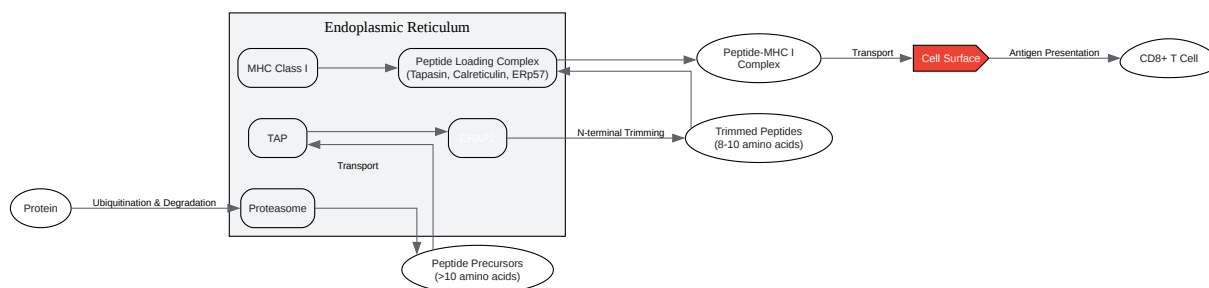 Endoplasmic Reticulum
MHC Class I
Peptide Loading Complex
(Tapasin, Calreticulin, ERp57)
Peptide-MHC I
Complex
Transport
Cell Surface
Antigen Presentation
CD8+ T Cell
TAP
ERAP1
N-terminal Trimming
Trimmed Peptides
(8-10 amino acids)
Transport
Protein
Ubiquitination & Degradation
Proteasome
Peptide Precursors
(>10 amino acids)